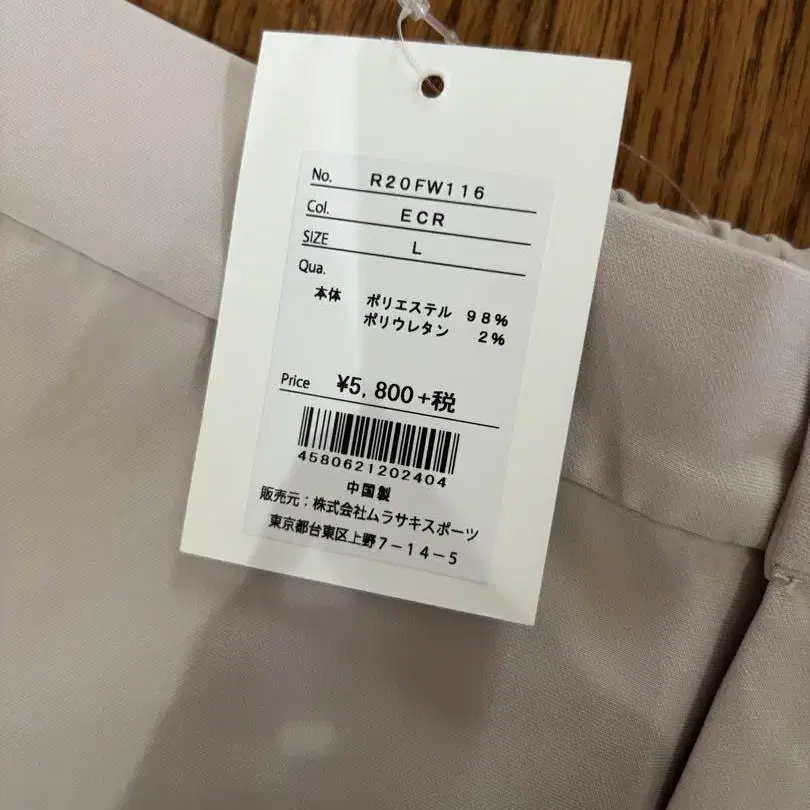 No. R20FW116
Col. ECR
SIZE L
Qua.
本体 ポリエステル 98%
ポリウレタン 2%
Price ¥5,800+税
4580621202404
中国製
販売元；株式会社ムラサキスポーツ
東京都台東区上野7-14-5